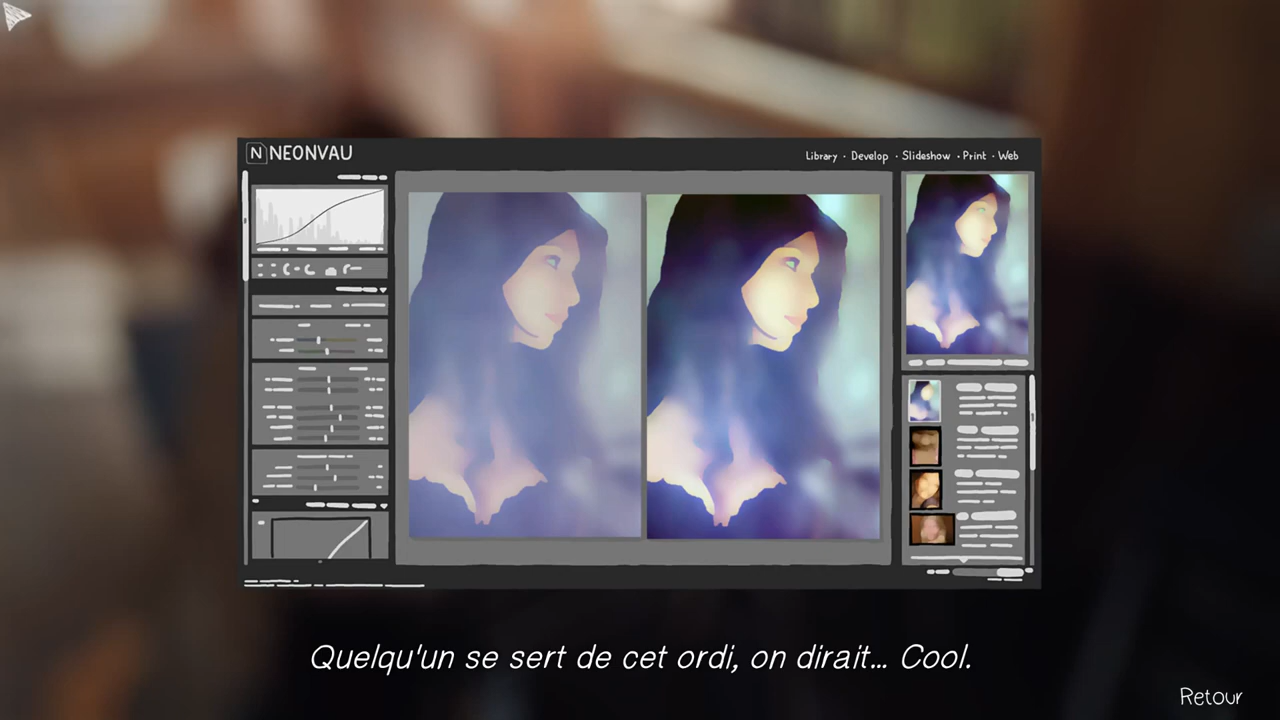 NEONVAU
Library · Develop · Slideshow · Print · Web
Quelqu'un se sert de cet ordi, on dirait... Cool.
Retour